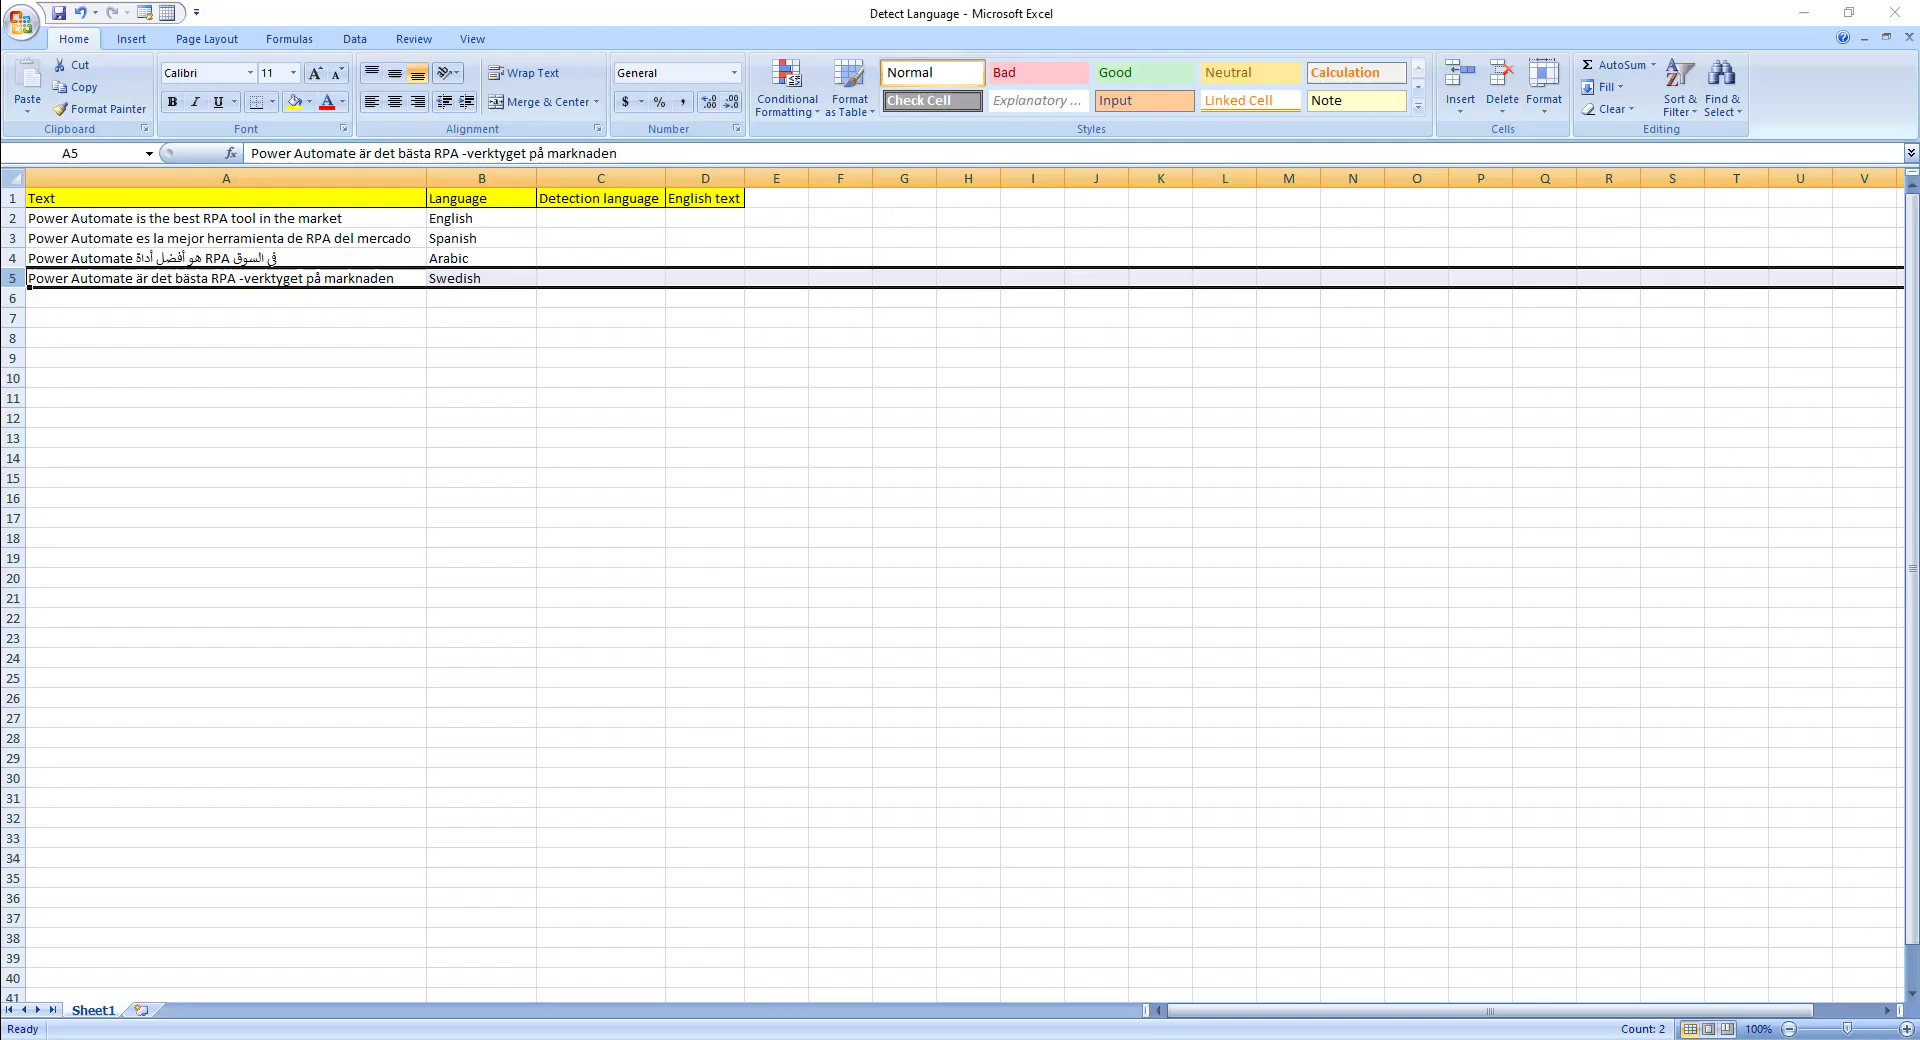 Detect Language - Microsoft Excel
Home Insert Page Layout Formulas Data Review View
Paste Cut Copy Format Painter
Calibri 11
Wrap Text Merge & Center
General
Conditional Formatting Format as Table
Normal Bad Good Neutral Calculation
Check Cell Explanatory ... Input Linked Cell Note
Insert Delete Format
AutoSum Fill Clear Sort & Filter Find & Select
Clipboard Font Alignment Number Styles Cells Editing
A5 fx Power Automate är det bästa RPA -verktyget på marknaden
A B C D E F G H I J K L M N O P Q R S T U V
1 Text Language Detection language English text
2 Power Automate is the best RPA tool in the market English
3 Power Automate es la mejor herramienta de RPA del mercado Spanish
4 Power Automate هو أفضل أداة RPA في السوق Arabic
5 Power Automate är det bästa RPA -verktyget på marknaden Swedish
6
7
8
9
10
11
12
13
14
15
16
17
18
19
20
21
22
23
24
25
26
27
28
29
30
31
32
33
34
35
36
37
38
39
40
41
Sheet1
Ready Count: 2 100%